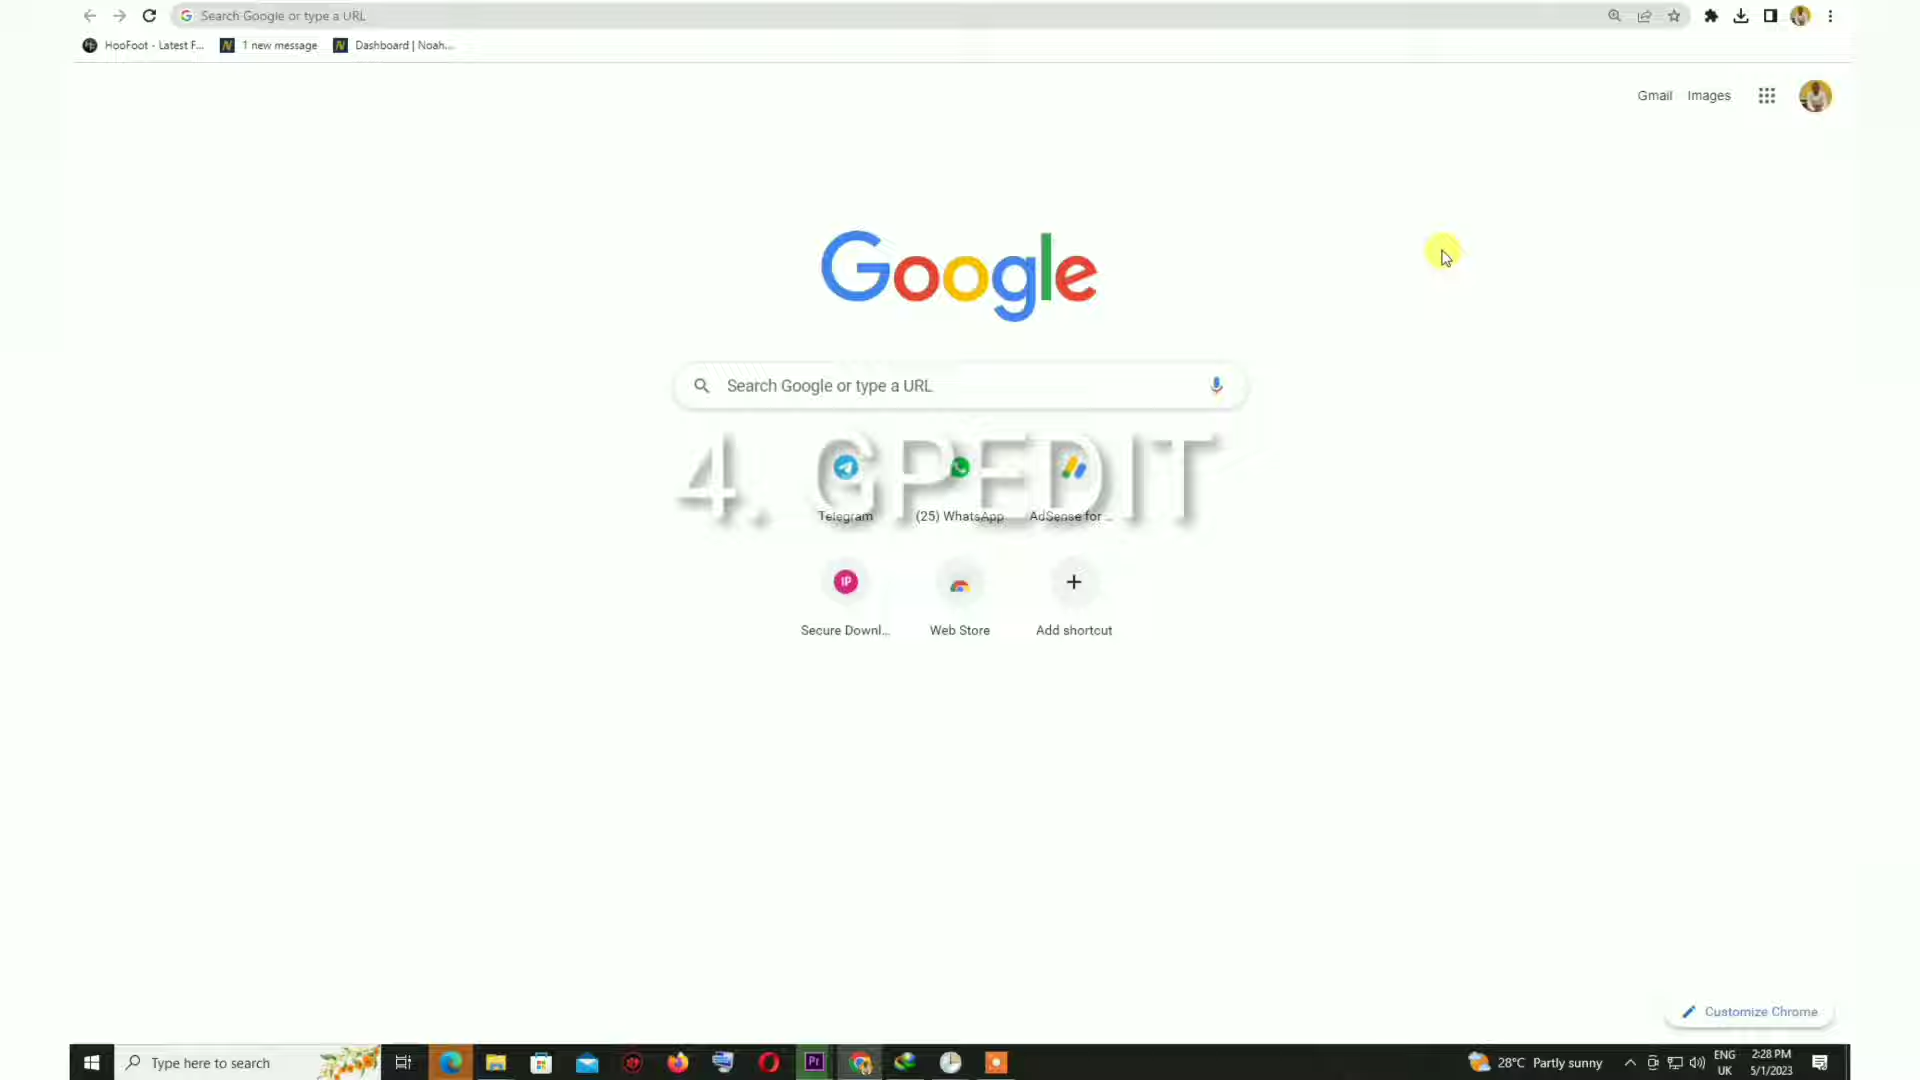 Search Google or type a URL
HooFoot - Latest F...
1 new message
Dashboard | Noah...
Gmail
Images
Google
Search Google or type a URL
4. GPEDIT
Telegram
(25) WhatsApp
AdSense for ...
IP
Secure Downl...
Web Store
Add shortcut
Customize Chrome
Type here to search
Pr
28°C Partly sunny
ENG
UK
2:28 PM
5/1/2023